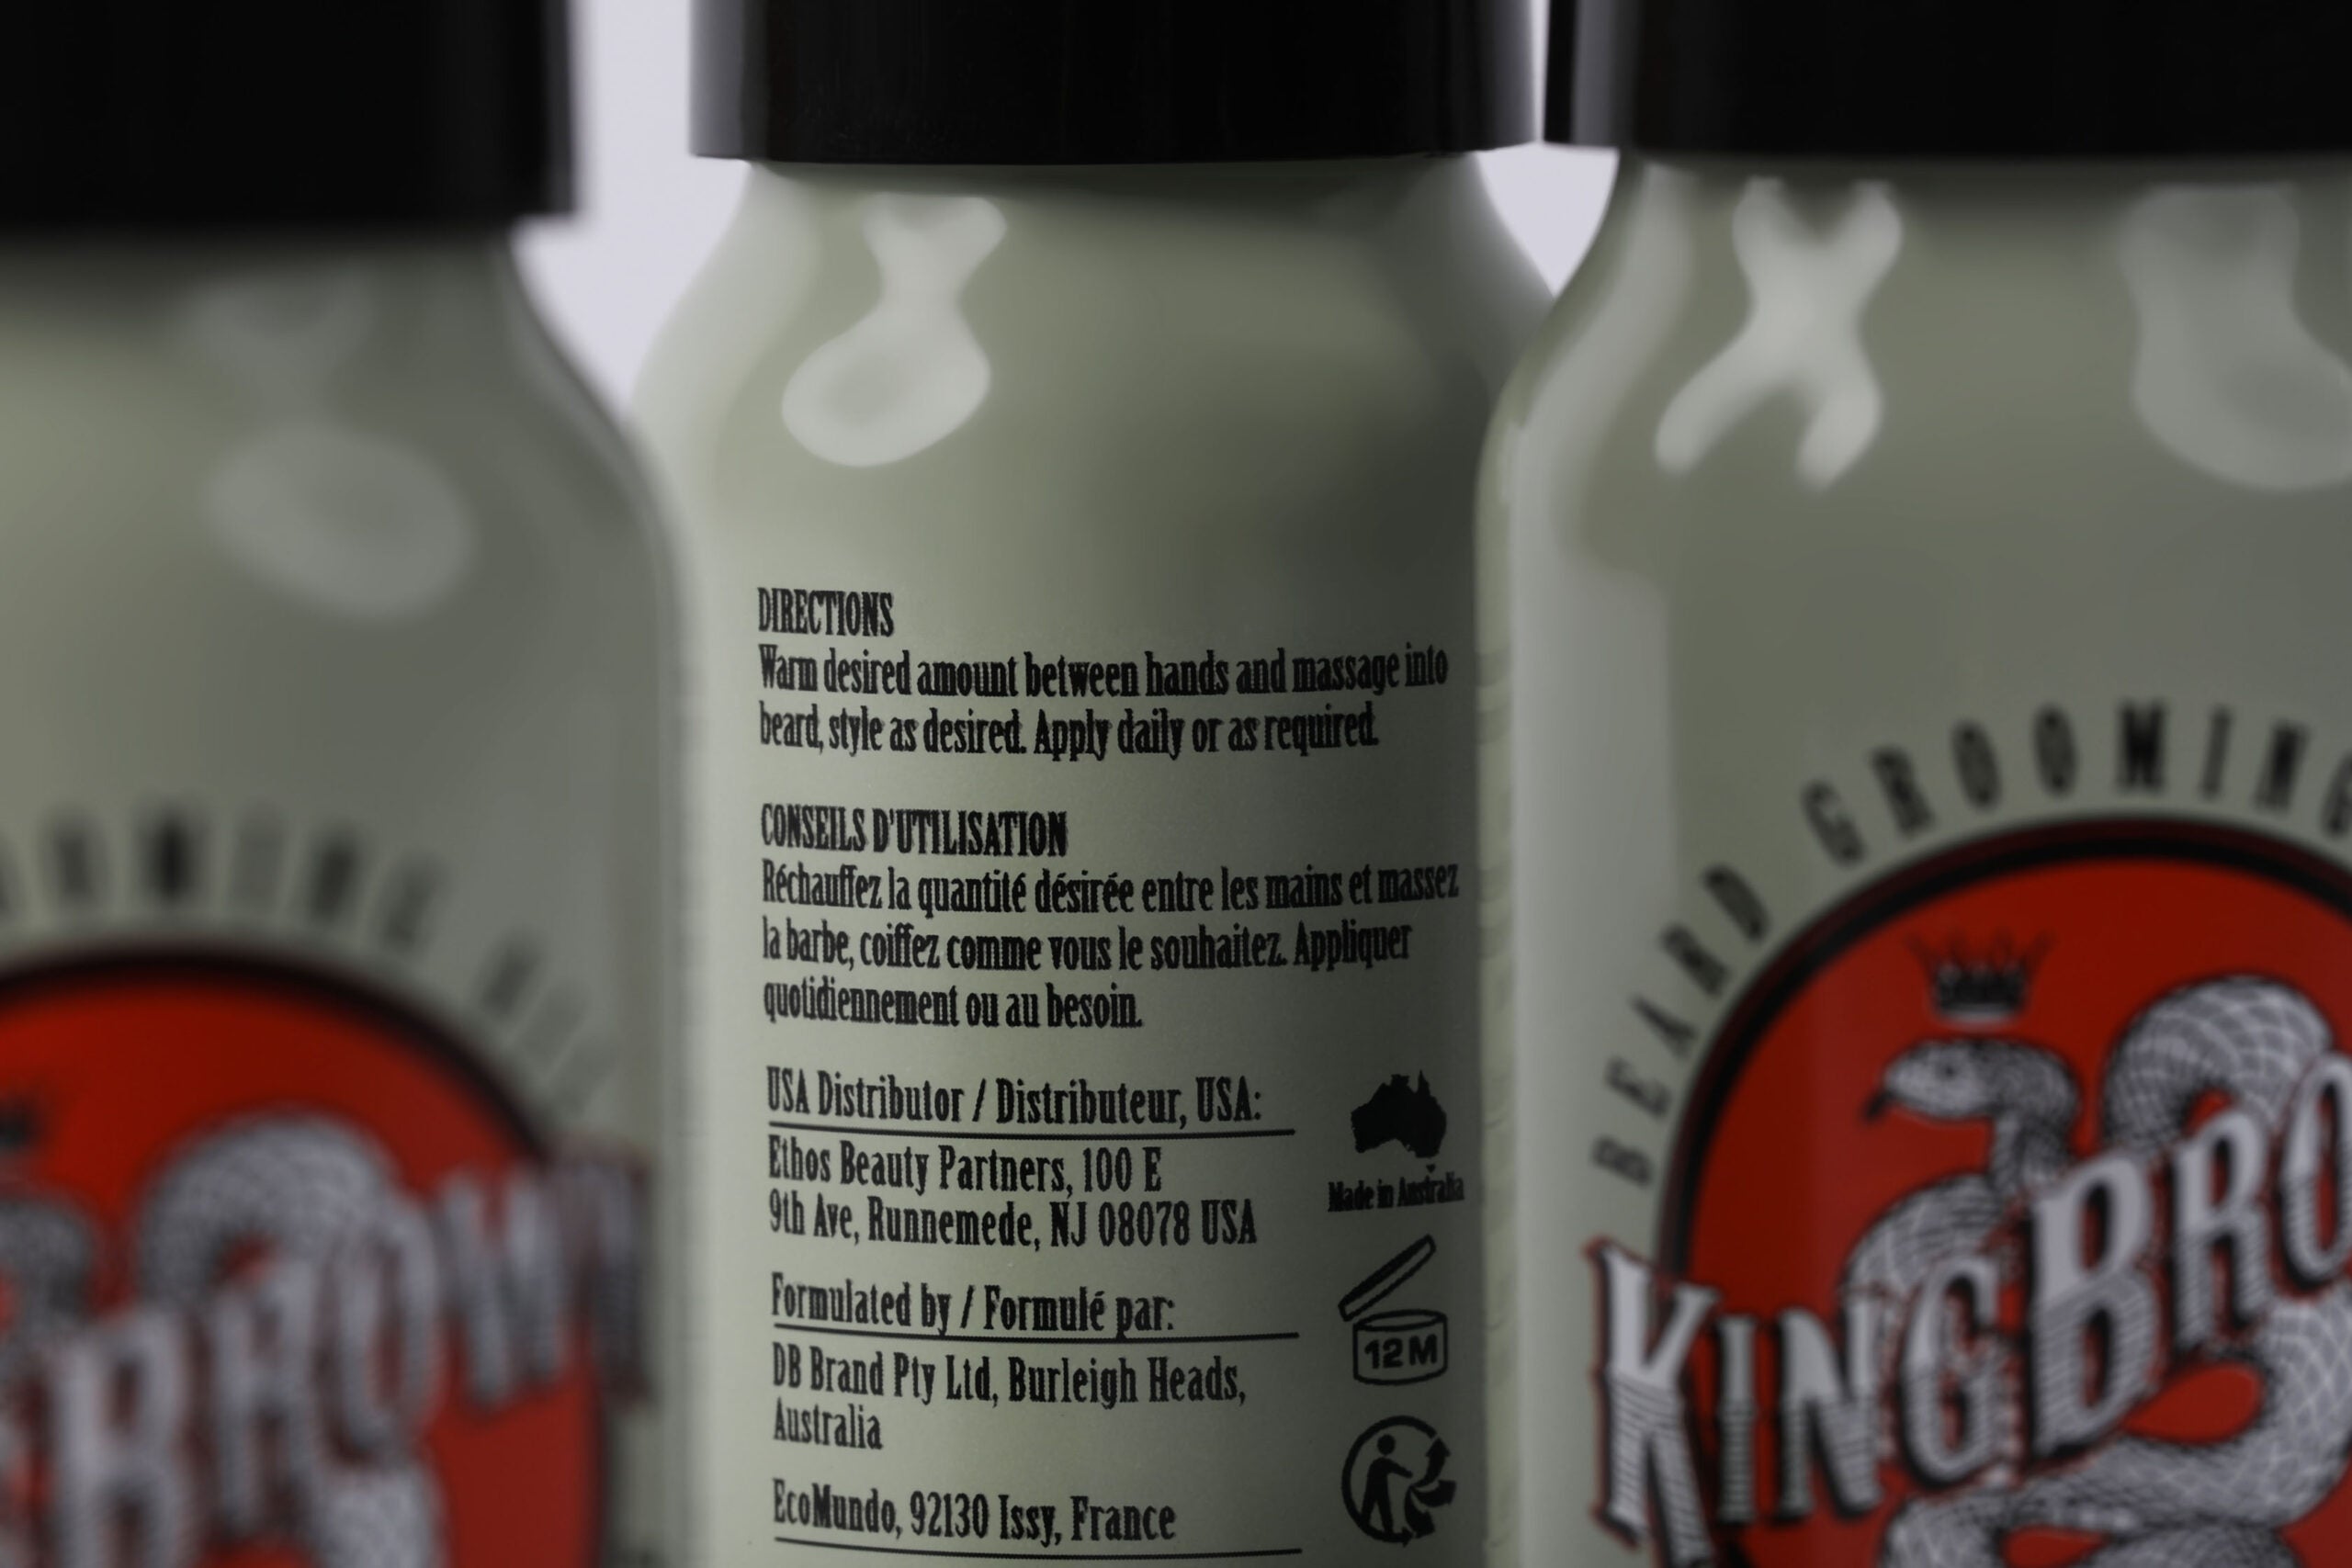 DIRECTIONS
Warm desired amount between hands and massage into
beard, style as desired. Apply daily or as required.
CONSEILS D'UTILISATION
Réchauffez la quantité désirée entre les mains et massez
la barbe, coiffez comme vous le souhaitez. Appliquer
quotidiennement ou au besoin.
USA Distributor / Distributeur, USA:
Ethos Beauty Partners, 100 E
9th Ave, Runnemede, NJ 08078 USA
Made in Australia
Formulated by / Formulé par:
12M
DB Brand Pty Ltd, Burleigh Heads,
Australia
EcoMundo, 92130 Issy, France
BEARD GROOMING
KING BRO
BROWN